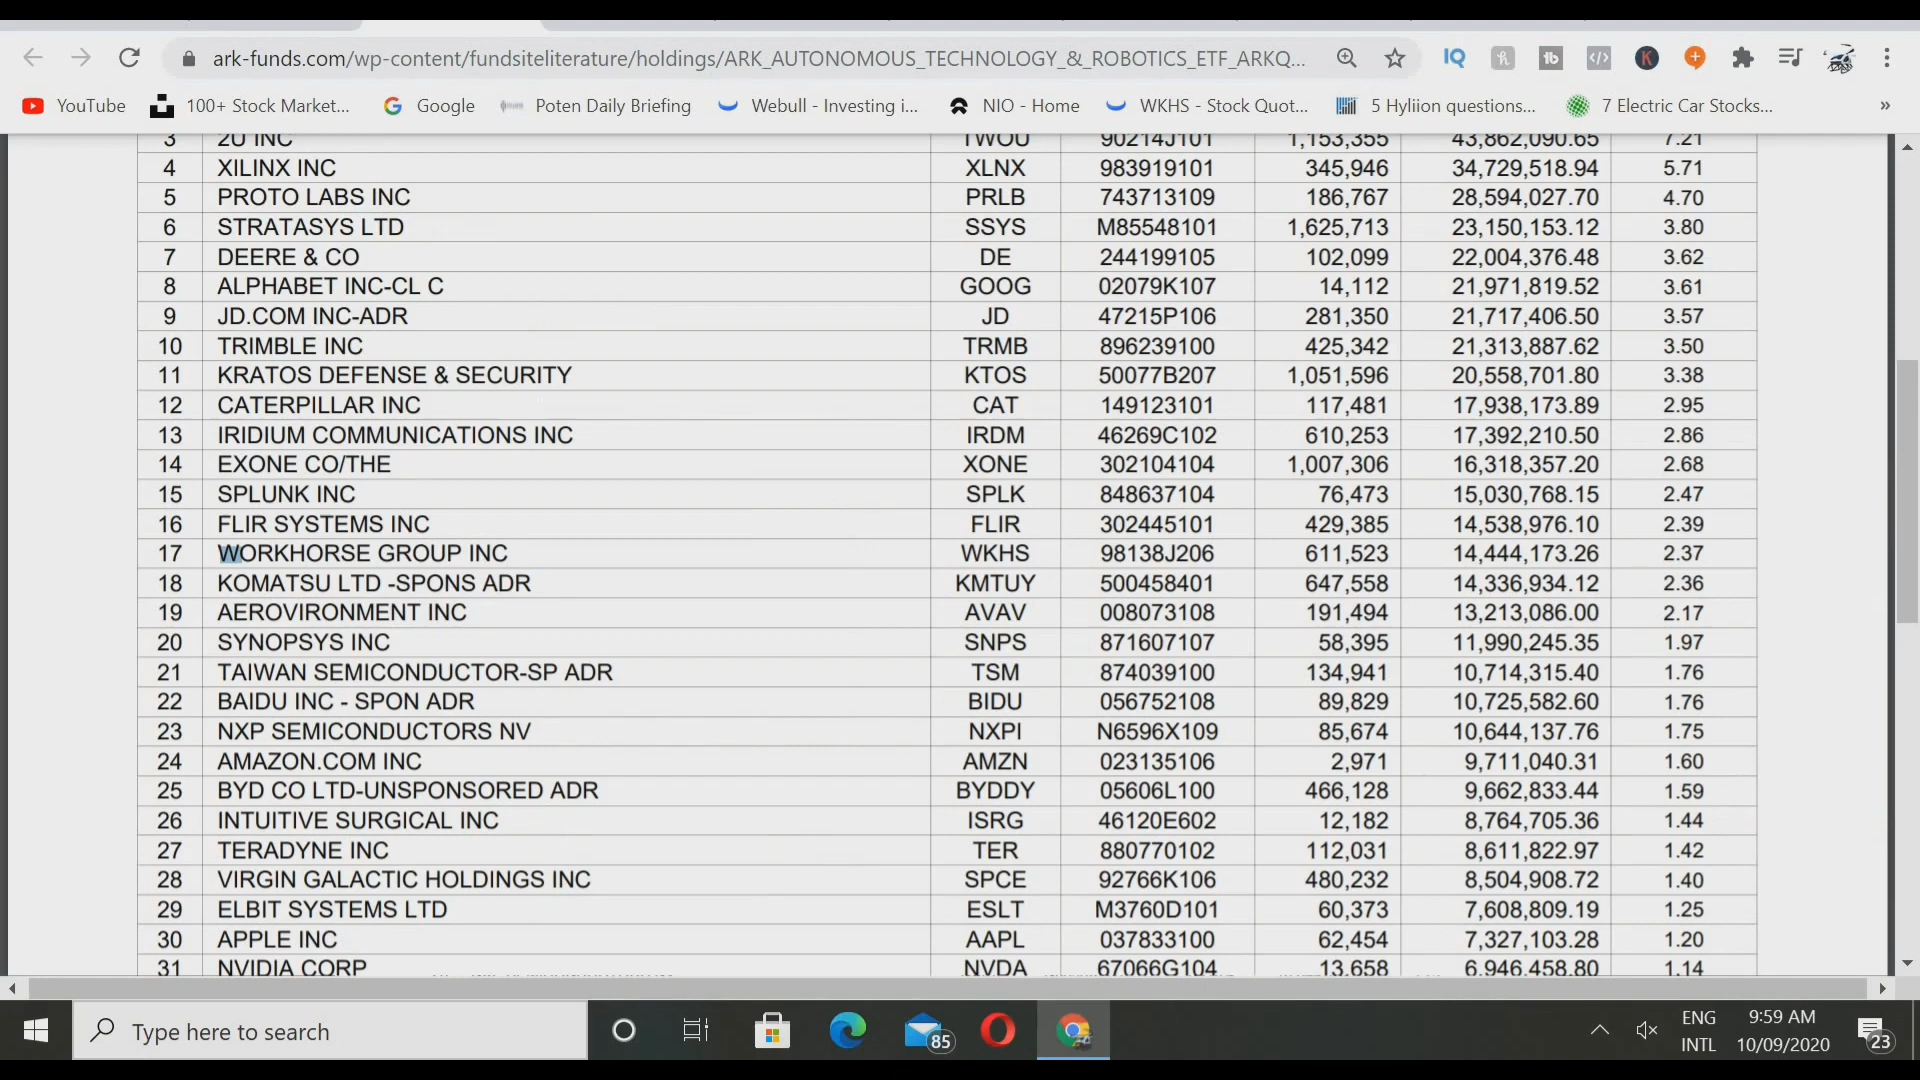 ark-funds.com/wp-content/fundsiteliterature/holdings/ARK_AUTONOMOUS_TECHNOLOGY_&_ROBOTICS_ETF_ARKQ...
YouTube 100+ Stock Market... Google Poten Daily Briefing Webull - Investing i... NIO - Home WKHS - Stock Quot... 5 Hyliion questions... 7 Electric Car Stocks... »
3 2U INC TWOU 90214J101 1,153,355 43,862,090.65 7.21
4 XILINX INC XLNX 983919101 345,946 34,729,518.94 5.71
5 PROTO LABS INC PRLB 743713109 186,767 28,594,027.70 4.70
6 STRATASYS LTD SSYS M85548101 1,625,713 23,150,153.12 3.80
7 DEERE & CO DE 244199105 102,099 22,004,376.48 3.62
8 ALPHABET INC-CL C GOOG 02079K107 14,112 21,971,819.52 3.61
9 JD.COM INC-ADR JD 47215P106 281,350 21,717,406.50 3.57
10 TRIMBLE INC TRMB 896239100 425,342 21,313,887.62 3.50
11 KRATOS DEFENSE & SECURITY KTOS 50077B207 1,051,596 20,558,701.80 3.38
12 CATERPILLAR INC CAT 149123101 117,481 17,938,173.89 2.95
13 IRIDIUM COMMUNICATIONS INC IRDM 46269C102 610,253 17,392,210.50 2.86
14 EXONE CO/THE XONE 302104104 1,007,306 16,318,357.20 2.68
15 SPLUNK INC SPLK 848637104 76,473 15,030,768.15 2.47
16 FLIR SYSTEMS INC FLIR 302445101 429,385 14,538,976.10 2.39
17 WORKHORSE GROUP INC WKHS 98138J206 611,523 14,444,173.26 2.37
18 KOMATSU LTD -SPONS ADR KMTUY 500458401 647,558 14,336,934.12 2.36
19 AEROVIRONMENT INC AVAV 008073108 191,494 13,213,086.00 2.17
20 SYNOPSYS INC SNPS 871607107 58,395 11,990,245.35 1.97
21 TAIWAN SEMICONDUCTOR-SP ADR TSM 874039100 134,941 10,714,315.40 1.76
22 BAIDU INC - SPON ADR BIDU 056752108 89,829 10,725,582.60 1.76
23 NXP SEMICONDUCTORS NV NXPI N6596X109 85,674 10,644,137.76 1.75
24 AMAZON.COM INC AMZN 023135106 2,971 9,711,040.31 1.60
25 BYD CO LTD-UNSPONSORED ADR BYDDY 05606L100 466,128 9,662,833.44 1.59
26 INTUITIVE SURGICAL INC ISRG 46120E602 12,182 8,764,705.36 1.44
27 TERADYNE INC TER 880770102 112,031 8,611,822.97 1.42
28 VIRGIN GALACTIC HOLDINGS INC SPCE 92766K106 480,232 8,504,908.72 1.40
29 ELBIT SYSTEMS LTD ESLT M3760D101 60,373 7,608,809.19 1.25
30 APPLE INC AAPL 037833100 62,454 7,327,103.28 1.20
31 NVIDIA CORP NVDA 67066G104 13,658 6,946,458.80 1.14
Type here to search 85 ENG 9:59 AM
INTL 10/09/2020 23